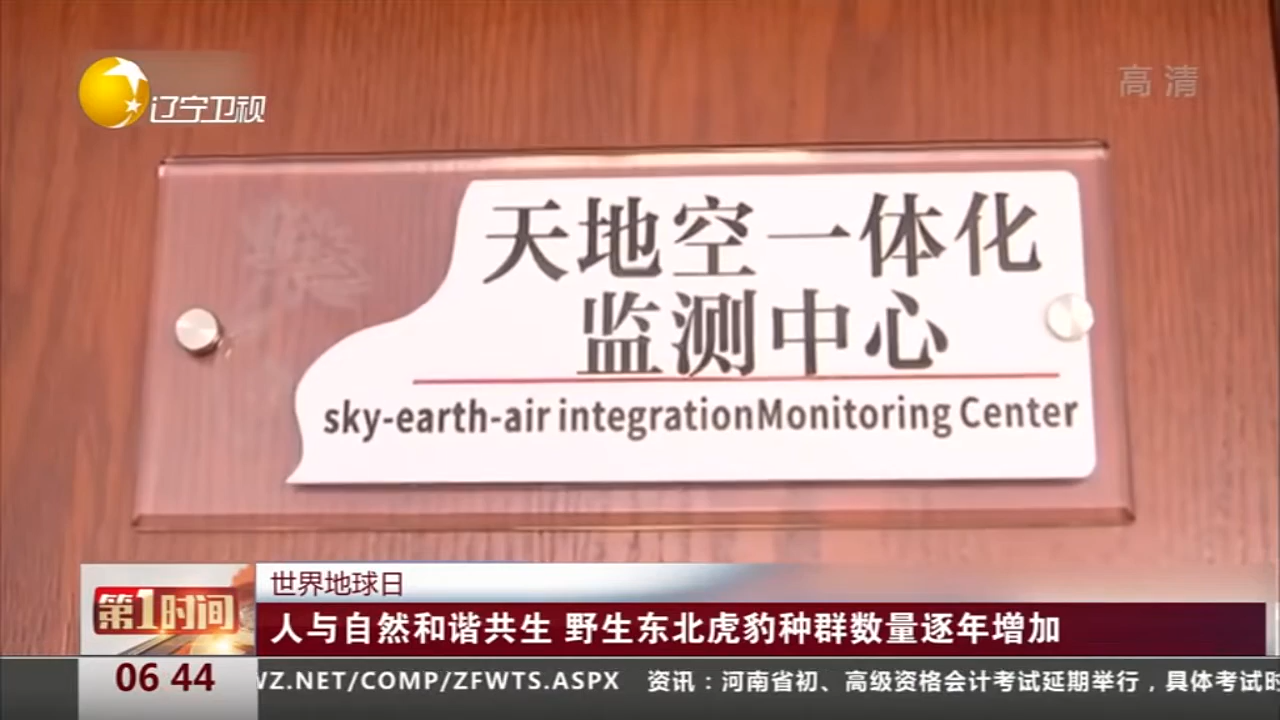 辽宁卫视
高清
天地空一体化
监测中心
sky-earth-air integrationMonitoring Center
世界地球日
第1时间
人与自然和谐共生 野生东北虎豹种群数量逐年增加
06 44
WZ.NET/COMP/ZFWTS.ASPX 资讯：河南省初、高级资格会计考试延期举行，具体考试时